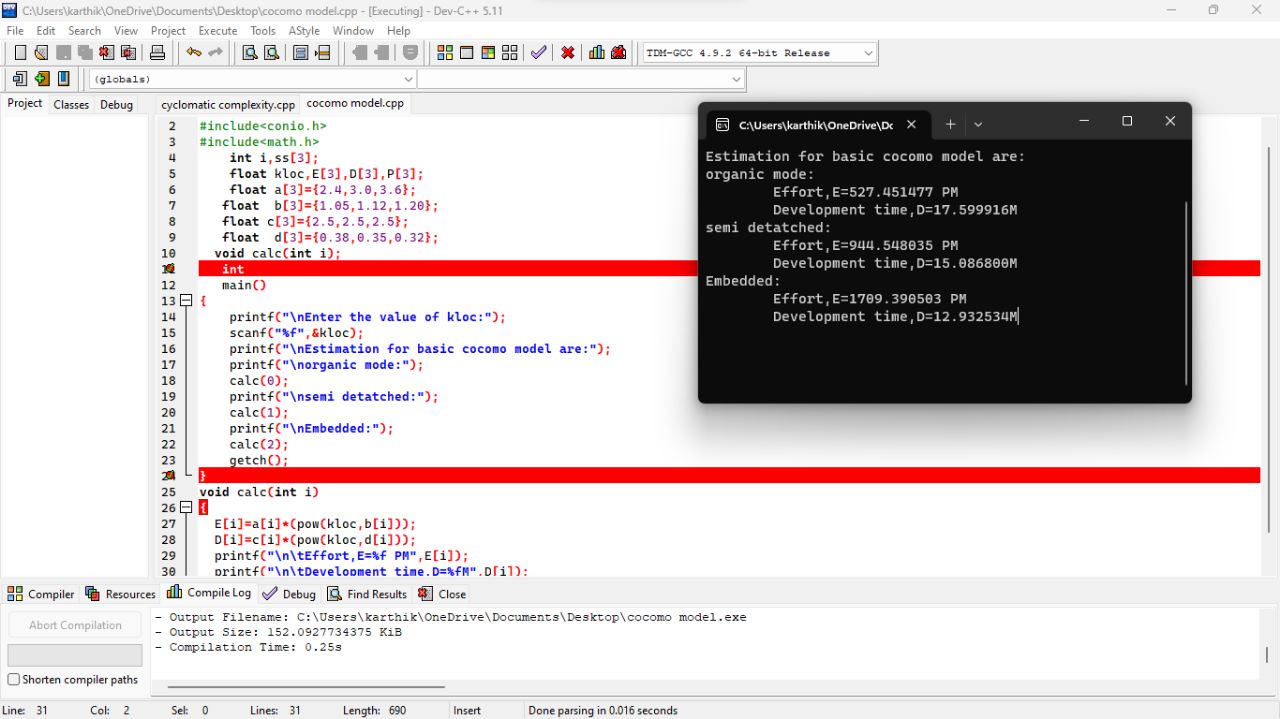 C:\Users\karthik\OneDrive\Documents\Desktop\cocomo model.cpp - [Executing] - Dev-C++ 5.11
File Edit Search View Project Execute Tools AStyle Window Help
TDM-GCC 4.9.2 64-bit Release
(globals)
Project Classes Debug
cyclomatic complexity.cpp cocomo model.cpp
2 #include<conio.h>
3 #include<math.h>
4 int i,ss[3];
5 float kloc,E[3],D[3],P[3];
6 float a[3]={2.4,3.0,3.6};
7 float b[3]={1.05,1.12,1.20};
8 float c[3]={2.5,2.5,2.5};
9 float d[3]={0.38,0.35,0.32};
10 void calc(int i);
int
12 main()
13 {
14 printf("\nEnter the value of kloc:");
15 scanf("%f",&kloc);
16 printf("\nEstimation for basic cocomo model are:");
17 printf("\norganic mode:");
18 calc(0);
19 printf("\nsemi detatched:");
20 calc(1);
21 printf("\nEmbedded:");
22 calc(2);
23 getch();
}
25 void calc(int i)
26 {
27 E[i]=a[i]*(pow(kloc,b[i]));
28 D[i]=c[i]*(pow(kloc,d[i]));
29 printf("\n\tEffort,E=%f PM",E[i]);
30 printf("\n\tDevelopment time,D=%fM",D[i]);
C:\Users\karthik\OneDrive\Dc
Estimation for basic cocomo model are:
organic mode:
Effort,E=527.451477 PM
Development time,D=17.599916M
semi detatched:
Effort,E=944.548035 PM
Development time,D=15.086800M
Embedded:
Effort,E=1709.390503 PM
Development time,D=12.932534M
Compiler Resources Compile Log Debug Find Results Close
Abort Compilation
Shorten compiler paths
- Output Filename: C:\Users\karthik\OneDrive\Documents\Desktop\cocomo model.exe
- Output Size: 152.0927734375 KiB
- Compilation Time: 0.25s
Line: 31 Col: 2 Sel: 0 Lines: 31 Length: 690 Insert Done parsing in 0.016 seconds